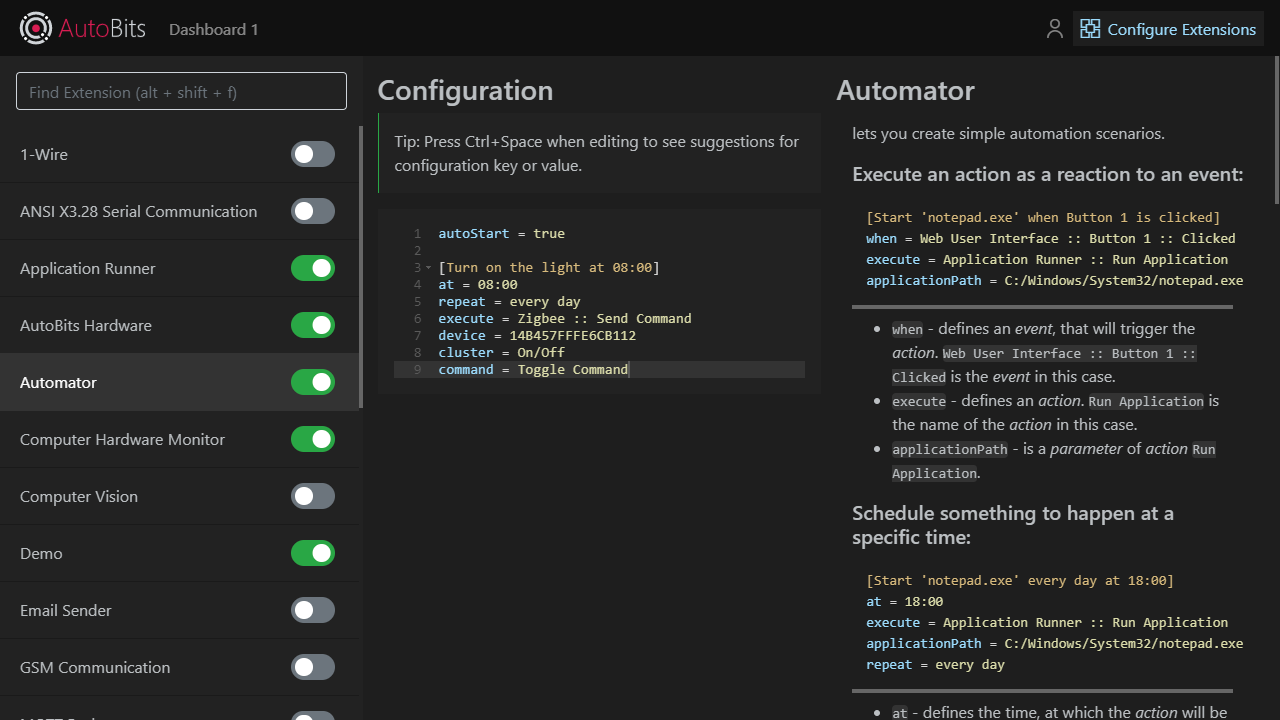 AutoBits
Dashboard 1
Configure Extensions
Find Extension (alt + shift + f)
1-Wire
ANSI X3.28 Serial Communication
Application Runner
AutoBits Hardware
Automator
Computer Hardware Monitor
Computer Vision
Demo
Email Sender
GSM Communication
Configuration
Tip: Press Ctrl+Space when editing to see suggestions for
configuration key or value.
1 autoStart = true
2
3 [Turn on the light at 08:00]
4 at = 08:00
5 repeat = every day
6 execute = Zigbee :: Send Command
7 device = 14B457FFFE6CB112
8 cluster = On/Off
9 command = Toggle Command
Automator
lets you create simple automation scenarios.
Execute an action as a reaction to an event:
[Start 'notepad.exe' when Button 1 is clicked]
when = Web User Interface :: Button 1 :: Clicked
execute = Application Runner :: Run Application
applicationPath = C:/Windows/System32/notepad.exe
• when - defines an event, that will trigger the
action. Web User Interface :: Button 1 ::
Clicked is the event in this case.
• execute - defines an action. Run Application is
the name of the action in this case.
• applicationPath - is a parameter of action Run
Application.
Schedule something to happen at a
specific time:
[Start 'notepad.exe' every day at 18:00]
at = 18:00
execute = Application Runner :: Run Application
applicationPath = C:/Windows/System32/notepad.exe
repeat = every day
• at - defines the time, at which the action will be